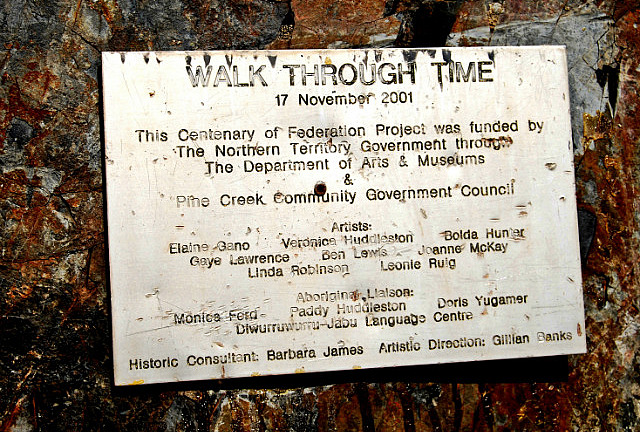 WALK THROUGH TIME
17 November 2001
This Centenary of Federation Project was funded by
The Northern Territory Government through
The Department of Arts & Museums
&
Pine Creek Community Government Council
Artists:
Elaine Gano Veronica Huddleston Bolda Hunter
Gaye Lawrence Ben Lewis Joanne McKay
Linda Robinson Leonie Ruig
Aboriginal Liaison:
Monica Ford Paddy Huddleston Doris Yugamer
Diwurruwurru-Jabu Language Centre
Historic Consultant: Barbara James Artistic Direction: Gillian Banks